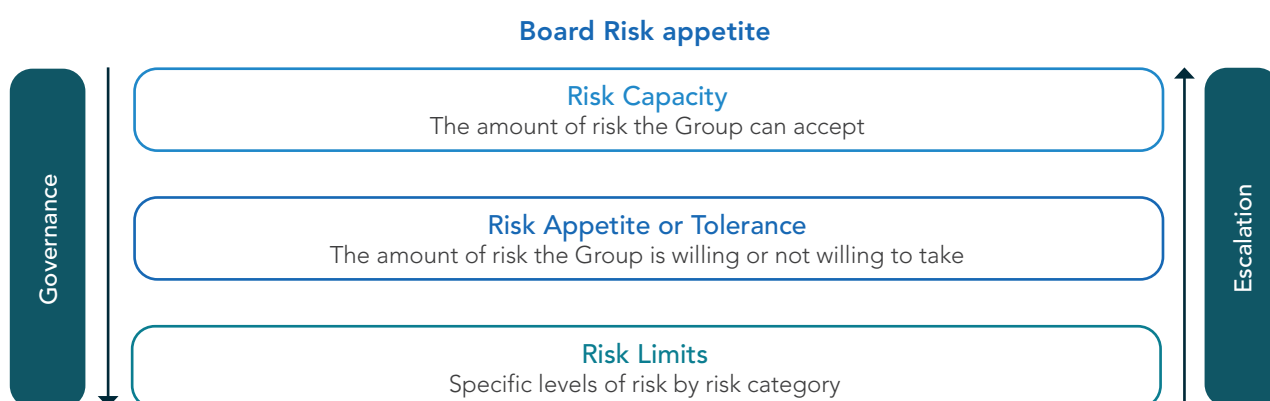 Board Risk appetite
Governance
Risk Capacity
The amount of risk the Group can accept
Risk Appetite or Tolerance
The amount of risk the Group is willing or not willing to take
Risk Limits
Specific levels of risk by risk category
Escalation